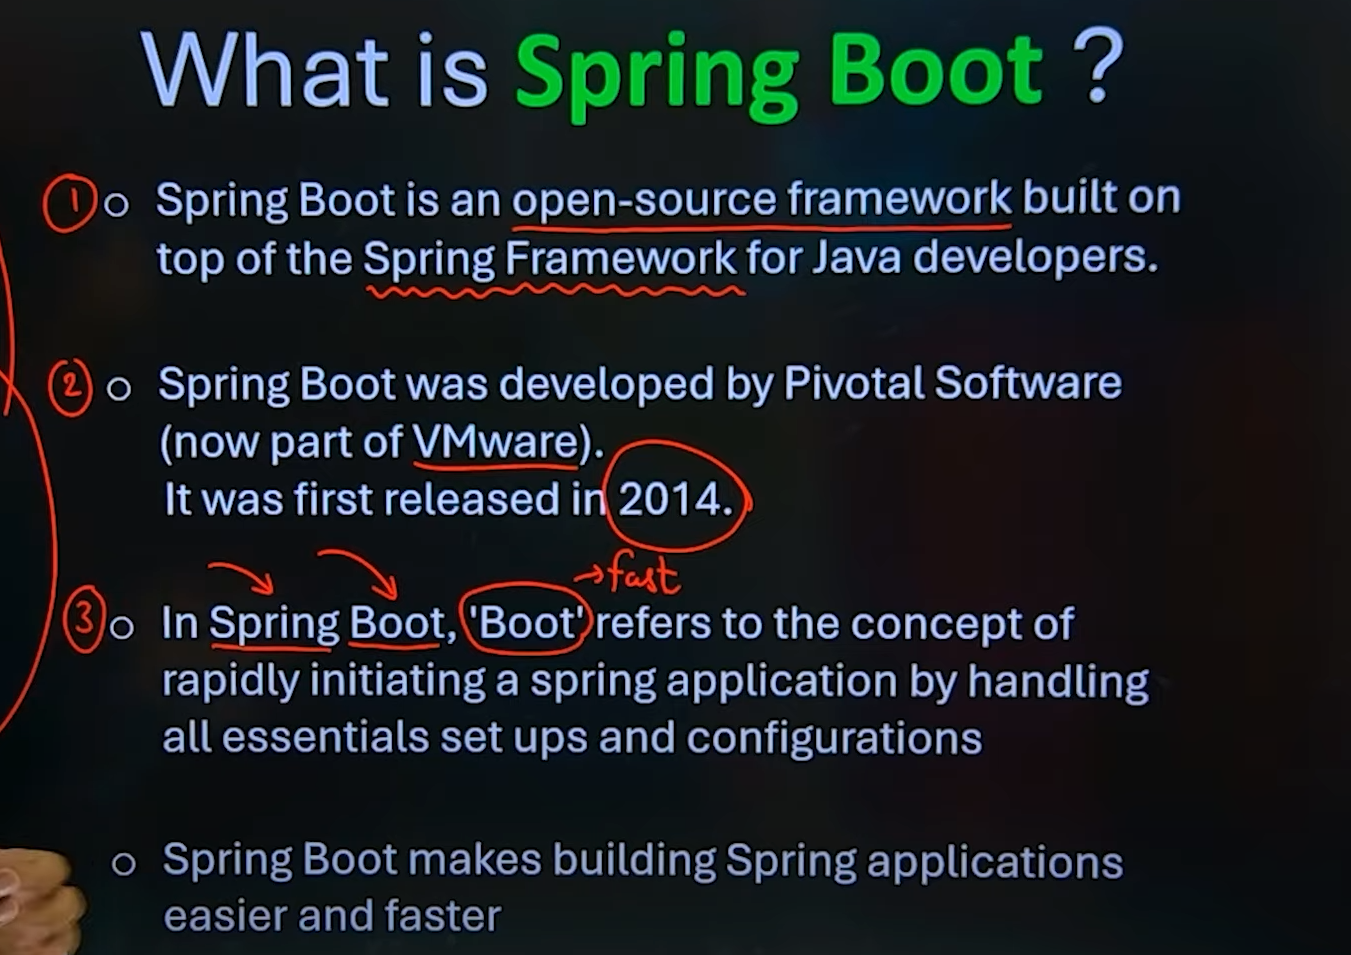 What is Spring Boot ?
1 Spring Boot is an open-source framework built on
top of the Spring Framework for Java developers.
2 Spring Boot was developed by Pivotal Software
(now part of VMware).
It was first released in 2014.
→fast
3 In Spring Boot, 'Boot' refers to the concept of
rapidly initiating a spring application by handling
all essentials set ups and configurations
Spring Boot makes building Spring applications
easier and faster